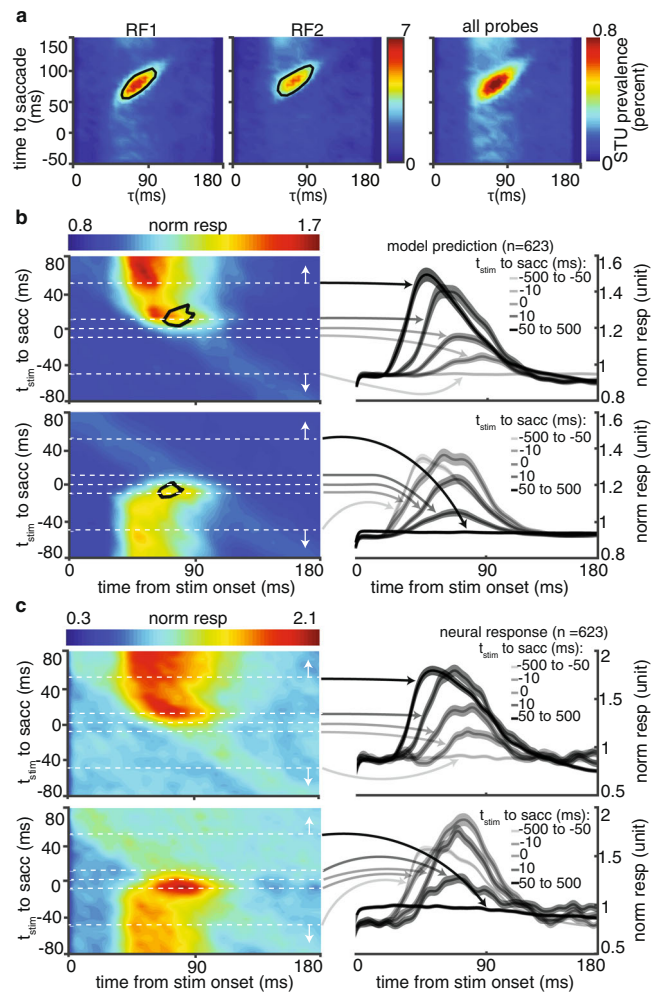 a
RF1
RF2
all probes
time to saccade
(ms)
150
100
50
0
-50
7
0
0.8
0
STU prevalence
(percent)
0 90 180
τ(ms)
0 90 180
τ(ms)
0 90 180
τ(ms)
b
norm resp
0.8
1.7
t_stim to sacc (ms)
80
40
0
-40
-80
model prediction (n=623)
t_stim to sacc (ms):
-500 to -50
-10
0
10
50 to 500
1.6
1.4
1.2
1
0.8
norm resp (unit)
t_stim to sacc (ms)
80
40
0
-40
-80
t_stim to sacc (ms):
-500 to -50
-10
0
10
50 to 500
1.6
1.4
1.2
1
0.8
norm resp (unit)
0 90 180
time from stim onset (ms)
0 90 180
time from stim onset (ms)
c
norm resp
0.3
2.1
t_stim to sacc (ms)
80
40
0
-40
-80
neural response (n =623)
t_stim to sacc (ms):
-500 to -50
-10
0
10
50 to 500
2
1.5
1
0.5
norm resp (unit)
t_stim to sacc (ms)
80
40
0
-40
-80
t_stim to sacc (ms):
-500 to -50
-10
0
10
50 to 500
2
1.5
1
0.5
norm resp (unit)
0 90 180
time from stim onset (ms)
0 90 180
time from stim onset (ms)